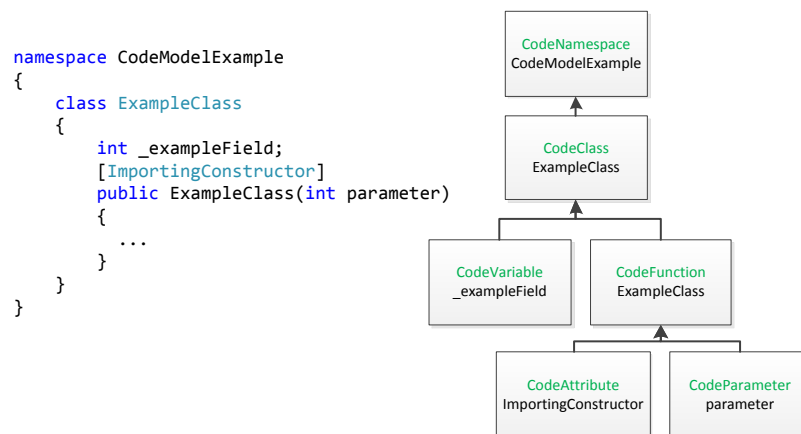 namespace CodeModelExample
{
class ExampleClass
{
int _exampleField;
[ImportingConstructor]
public ExampleClass(int parameter)
{
...
}
}
}
CodeNamespace
CodeModelExample
CodeClass
ExampleClass
CodeVariable
_exampleField
CodeFunction
ExampleClass
CodeAttribute
ImportingConstructor
CodeParameter
parameter